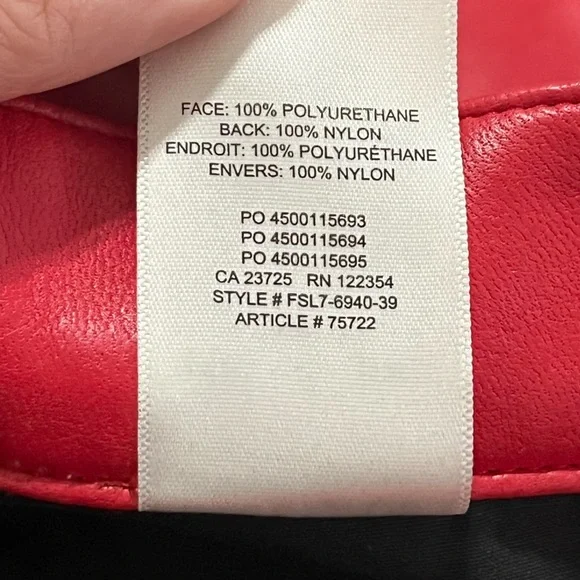 FACE: 100% POLYURETHANE
BACK: 100% NYLON
ENDROIT: 100% POLYURÉTHANE
ENVERS: 100% NYLON
PO 4500115693
PO 4500115694
PO 4500115695
CA 23725 RN 122354
STYLE # FSL7-6940-39
ARTICLE # 75722